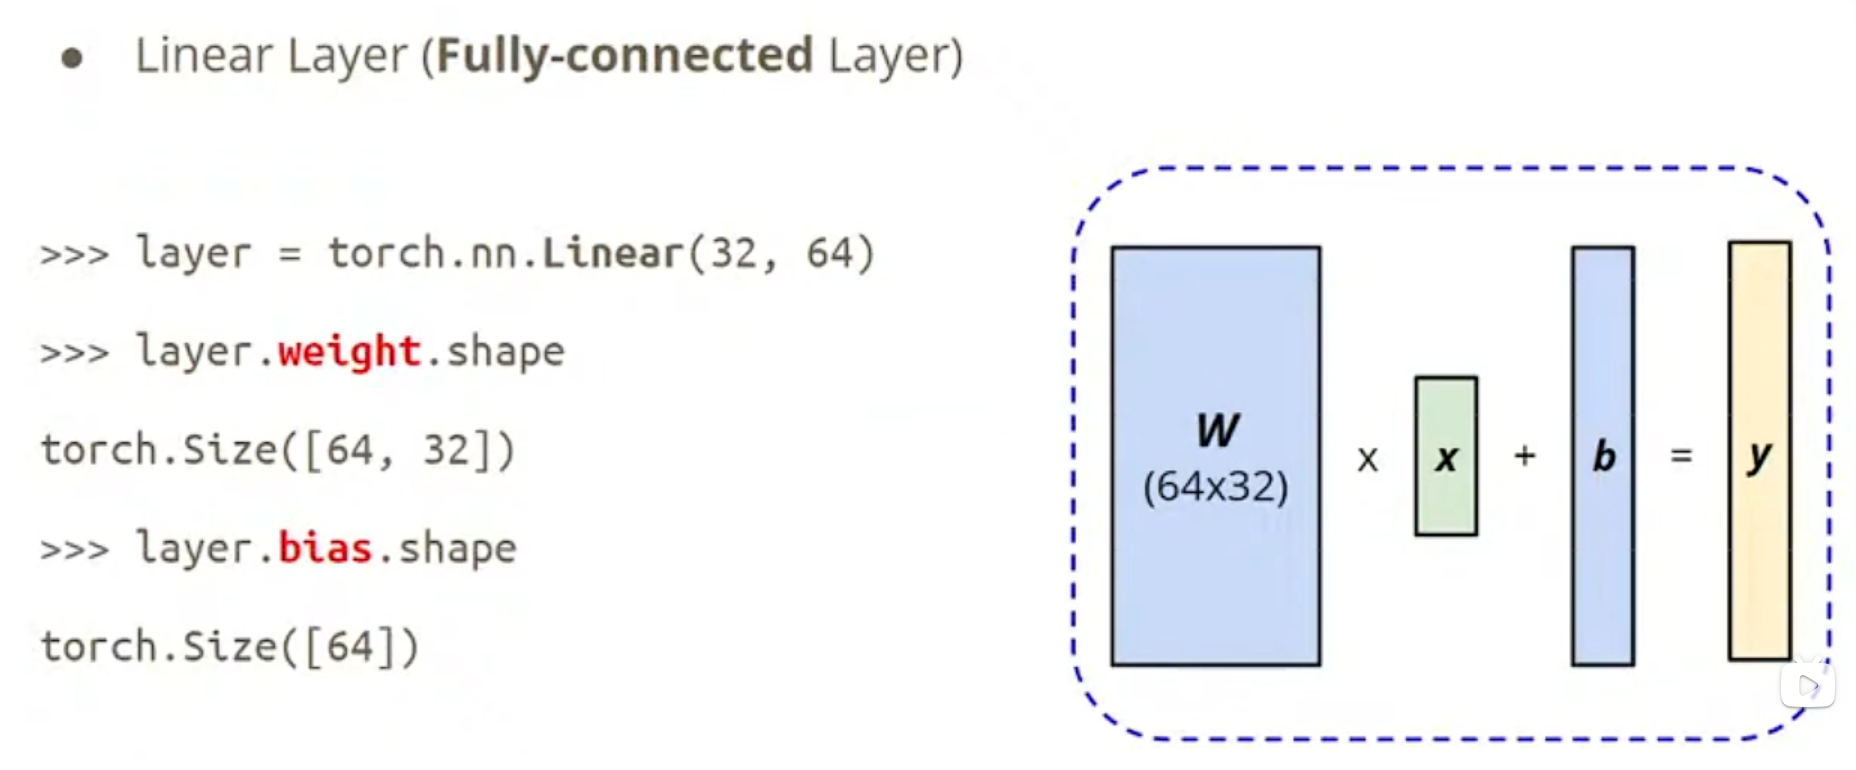 ● Linear Layer (Fully-connected Layer)
>>> layer = torch.nn.Linear(32, 64)
>>> layer.weight.shape
torch.Size([64, 32])
>>> layer.bias.shape
torch.Size([64])
W
(64x32)
x x + b = y